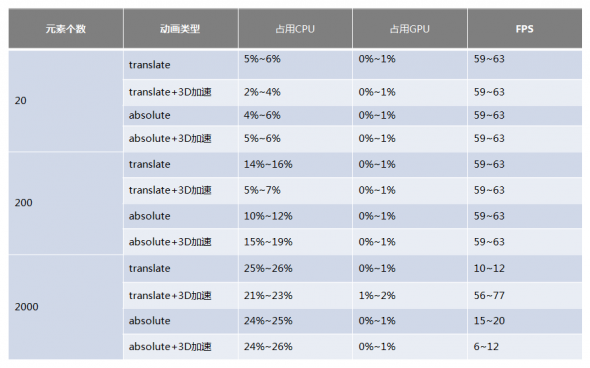 元素个数 动画类型 占用CPU 占用GPU FPS
20 translate 5%~6% 0%~1% 59~63
translate+3D加速 2%~4% 0%~1% 59~63
absolute 4%~6% 0%~1% 59~63
absolute+3D加速 5%~6% 0%~1% 59~63
200 translate 14%~16% 0%~1% 59~63
translate+3D加速 5%~7% 0%~1% 59~63
absolute 10%~12% 0%~1% 59~63
absolute+3D加速 15%~19% 0%~1% 59~63
2000 translate 25%~26% 0%~1% 10~12
translate+3D加速 21%~23% 1%~2% 56~77
absolute 24%~25% 0%~1% 15~20
absolute+3D加速 24%~26% 0%~1% 6~12